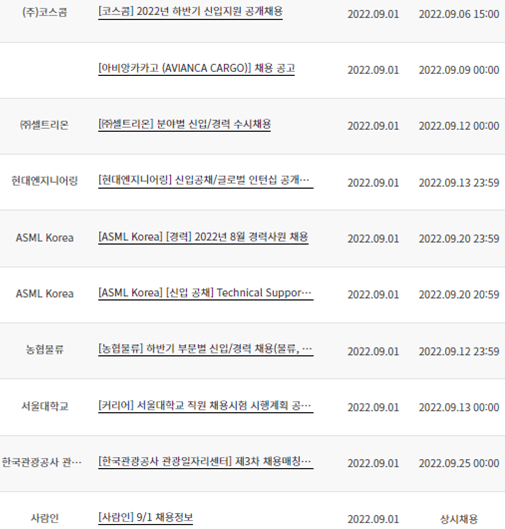 (주)코스콤 [코스콤] 2022년 하반기 신입지원 공개채용 2022.09.01 2022.09.06 15:00
[아비앙카카고 (AVIANCA CARGO)] 채용 공고 2022.09.01 2022.09.09 00:00
㈜셀트리온 [㈜셀트리온] 분야별 신입/경력 수시채용 2022.09.01 2022.09.12 00:00
현대엔지니어링 [현대엔지니어링] 신입공채/글로벌 인턴십 공개… 2022.09.01 2022.09.13 23:59
ASML Korea [ASML Korea] [경력] 2022년 8월 경력사원 채용 2022.09.01 2022.09.20 23:59
ASML Korea [ASML Korea] [신입 공채] Technical Suppor… 2022.09.01 2022.09.20 20:59
농협물류 [농협물류] 하반기 부문별 신입/경력 채용(물류, … 2022.09.01 2022.09.12 23:59
서울대학교 [커리어] 서울대학교 직원 채용시험 시행계획 공… 2022.09.01 2022.09.13 00:00
한국관광공사 관… [한국관광공사 관광일자리센터] 제3차 채용매칭… 2022.09.01 2022.09.25 00:00
사람인 [사람인] 9/1 채용정보 2022.09.01 상시채용